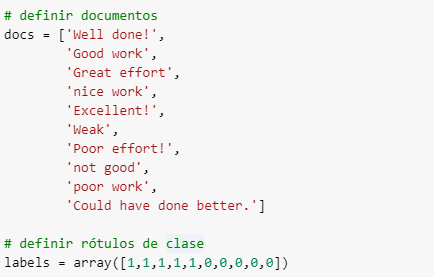 # definir documentos
docs = ['Well done!',
        'Good work',
        'Great effort',
        'nice work',
        'Excellent!',
        'Weak',
        'Poor effort!',
        'not good',
        'poor work',
        'Could have done better.']

# definir rótulos de clase
labels = array([1,1,1,1,1,0,0,0,0,0])